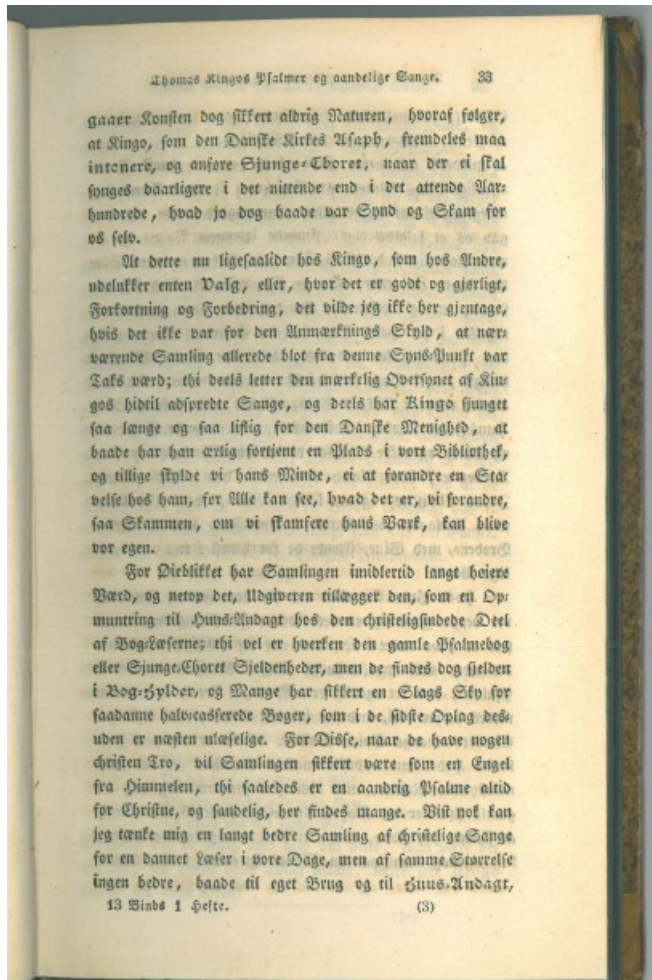 Thomas Kingos Psalmer og aandelige Sange. 33
gaaer Konsten dog sikkert aldrig Naturen, hvoraf følger,
at Kingo, som den Danske Kirkes Asaph, fremdeles maa
intonere, og anføre Sjunge-Choret, naar der ei skal
synges daarligere i det nittende end i det attende Aar-
hundrede, hvad jo dog baade var Synd og Skam for
os selv.
At dette nu ligesaalidt hos Kingo, som hos Andre,
udelukker enten Valg, eller, hvor det er godt og gjørligt,
Forkortning og Forbedring, det vilde jeg ikke her gjentage,
hvis det ikke var for den Anmærknings Skyld, at nær-
værende Samling allerede blot fra denne Syns-Punkt var
Taks værd; thi deels letter den mærkelig Oversynet af Kin-
gos hidtil adspredte Sange, og deels har Kingo sjunget
saa længe og saa liflig for den Danske Menighed, at
baade har han ærlig fortjent en Plads i vort Bibliothek,
og tillige skylde vi hans Minde, ei at forandre en Sta-
velse hos ham, før Alle kan see, hvad det er, vi forandre,
saa Skammen, om vi skamfere hans Værk, kan blive
vor egen.
For Øieblikket har Samlingen imidlertid langt høiere
Værd, og netop det, Udgiveren tillægger den, som en Op-
muntring til Huus-Andagt hos den christeligsindede Deel
af Bog-Læserne; thi vel er hverken den gamle Psalmebog
eller Sjunge-Choret Sjeldenheder, men de findes dog sjelden
i Bog-Hylder, og Mange har sikkert en Slags Sky for
saadanne halv-casserede Bøger, som i de sidste Oplag des-
uden er næsten ulæselige. For Disse, naar de have nogen
christen Tro, vil Samlingen sikkert være som en Engel
fra Himmelen, thi saaledes er en aandrig Psalme altid
for Christne, og sandelig, her findes mange. Vist nok kan
jeg tænke mig en langt bedre Samling af christelige Sange
for en dannet Læser i vore Dage, men af samme Størrelse
ingen bedre, baade til eget Brug og til Huus-Andagt,
13 Binds 1 Hefte. (3)